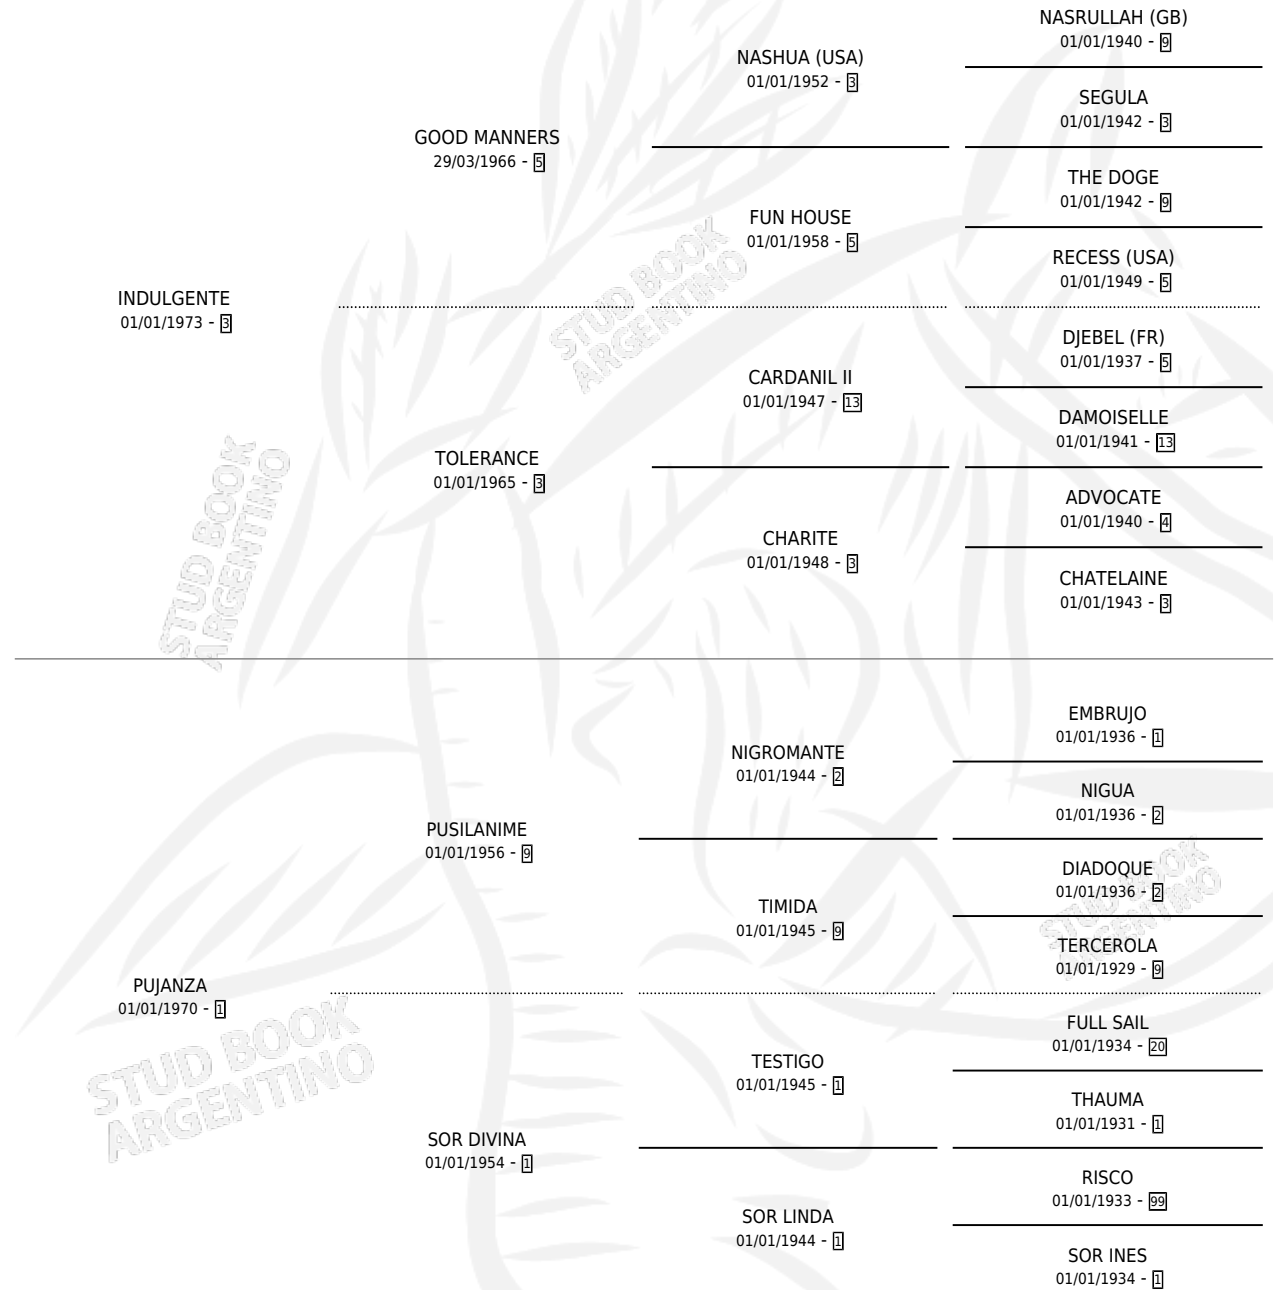 NASRULLAH (GB)
01/01/1940 - 9
NASHUA (USA)
01/01/1952 - 3
SEGULA
01/01/1942 - 3
GOOD MANNERS
29/03/1966 - 5
THE DOGE
01/01/1942 - 9
FUN HOUSE
01/01/1958 - 5
RECESS (USA)
01/01/1949 - 5
INDULGENTE
01/01/1973 - 3
DJEBEL (FR)
01/01/1937 - 5
CARDANIL II
01/01/1947 - 13
DAMOISELLE
01/01/1941 - 13
TOLERANCE
01/01/1965 - 3
ADVOCATE
01/01/1940 - 4
CHARITE
01/01/1948 - 3
CHATELAINE
01/01/1943 - 3
EMBRUJO
01/01/1936 - 1
NIGROMANTE
01/01/1944 - 2
NIGUA
01/01/1936 - 2
PUSILANIME
01/01/1956 - 9
DIADOQUE
01/01/1936 - 2
TIMIDA
01/01/1945 - 9
TERCEROLA
01/01/1929 - 9
PUJANZA
01/01/1970 - 1
FULL SAIL
01/01/1934 - 20
TESTIGO
01/01/1945 - 1
THAUMA
01/01/1931 - 1
SOR DIVINA
01/01/1954 - 1
RISCO
01/01/1933 - 99
SOR LINDA
01/01/1944 - 1
SOR INES
01/01/1934 - 1
STUD BOOK
ARGENTINO
STUD BOOK
ARGENTINO
STUD BOOK
ARGENTINO
STUD BOOK
ARGENTINO